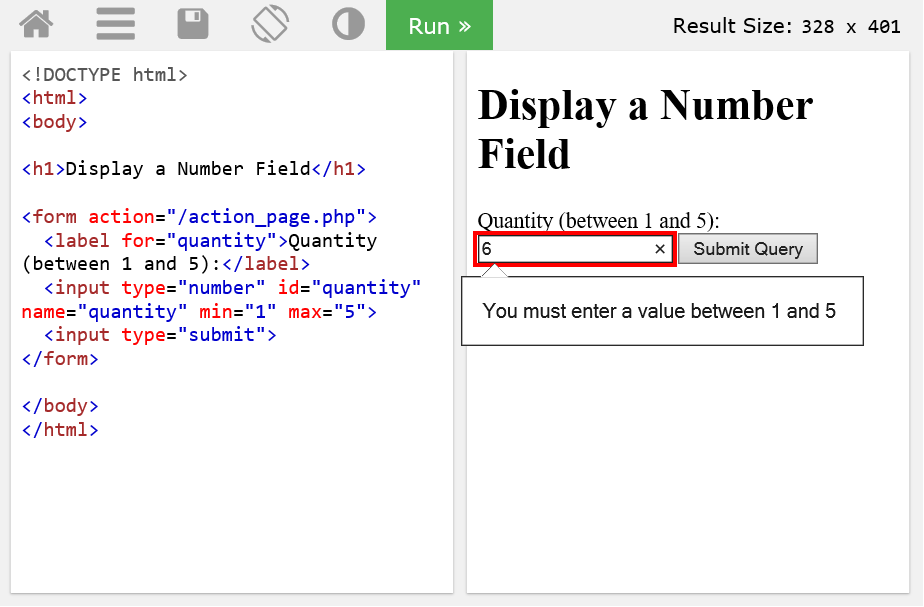 Run »
Result Size: 328 x 401
<!DOCTYPE html>
<html>
<body>
<h1>Display a Number Field</h1>
<form action="/action_page.php">
<label for="quantity">Quantity
(between 1 and 5):</label>
<input type="number" id="quantity"
name="quantity" min="1" max="5">
<input type="submit">
</form>
</body>
</html>
Display a Number
Field
Quantity (between 1 and 5):
6 × Submit Query
You must enter a value between 1 and 5